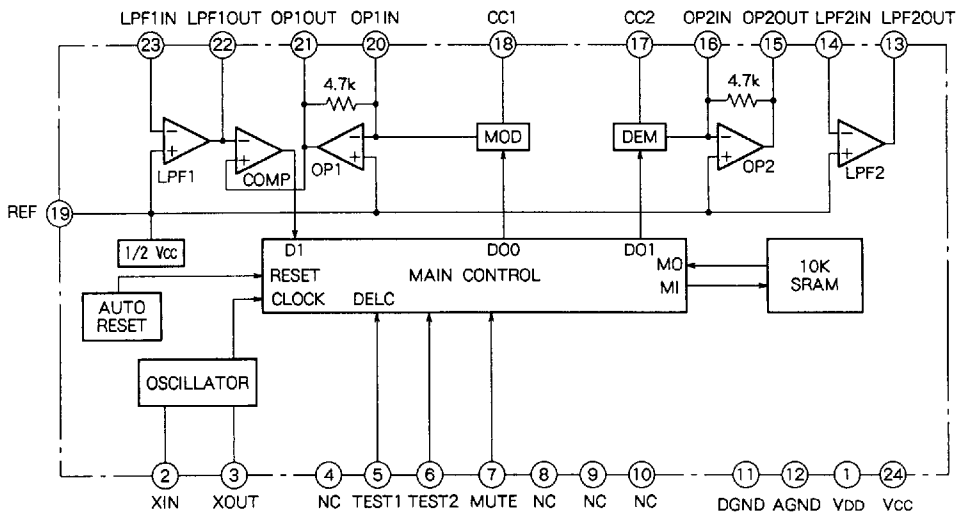 LPF1IN LPF1OUT OP1OUT OP1IN CC1 CC2 OP2IN OP2OUT LPF2IN LPF2OUT
23 22 21 20 18 17 16 15 14 13
4.7k 4.7k
MOD DEM
LPF1 COMP OP1 OP2 LPF2
REF 19
1/2 Vcc
D1 DO0 DO1
RESET MAIN CONTROL MO
CLOCK DELC MI
10K
SRAM
AUTO
RESET
OSCILLATOR
2 3 4 5 6 7 8 9 10 11 12 1 24
XIN XOUT NC TEST1 TEST2 MUTE NC NC NC DGND AGND VDD Vcc